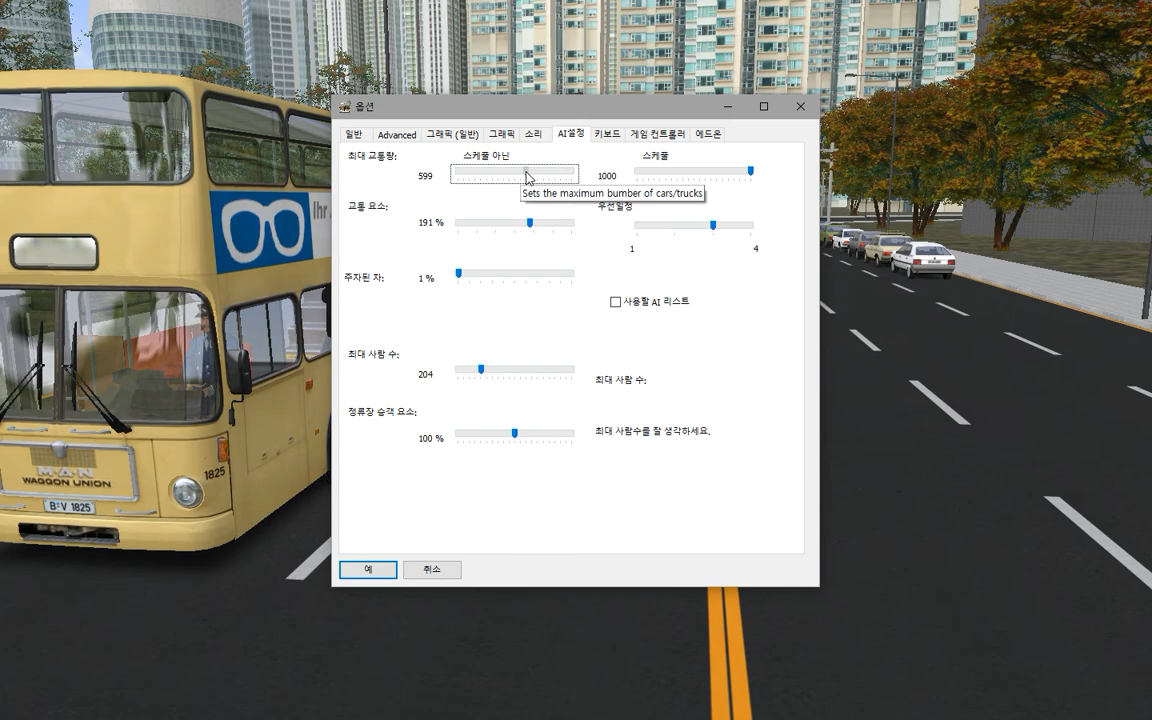 옵션
일반 Advanced 그래픽 (일반) 그래픽 소리 AI설정 키보드 게임 컨트롤러 에드온
최대 교통량: 스케쥴 아닌 스케쥴
599 1000
Sets the maximum bumber of cars/trucks
교통 요소: 우선일정
191 %
1 4
주자된 자: 1 %
사용할 AI 리스트
최대 사람 수:
204 최대 사람 수:
정류장 승객 요소:
100 % 최대 사람수를 잘 생각하세요.
예 취소
Ihr
MAN
WAGGON UNION
1825
B-V 1825